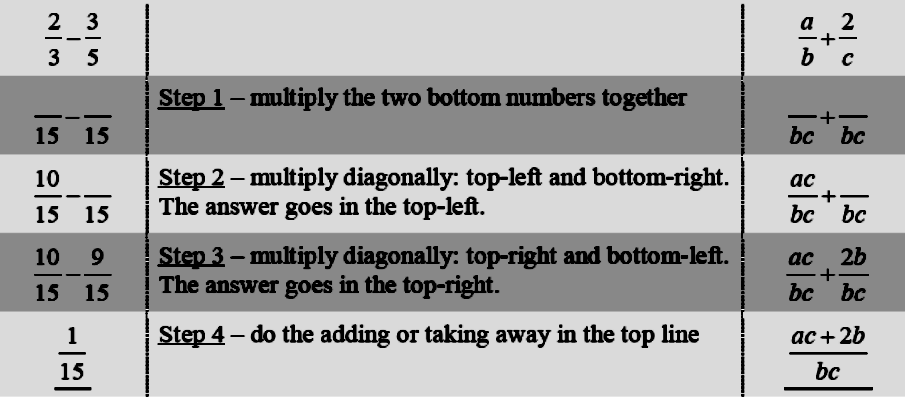 2/3 − 3/5
a/b + 2/c
Step 1 – multiply the two bottom numbers together
/15 − /15
/bc + /bc
Step 2 – multiply diagonally: top-left and bottom-right.
The answer goes in the top-left.
10/15 − /15
ac/bc + /bc
Step 3 – multiply diagonally: top-right and bottom-left.
The answer goes in the top-right.
10/15 − 9/15
ac/bc + 2b/bc
Step 4 – do the adding or taking away in the top line
1/15
(ac + 2b)/bc